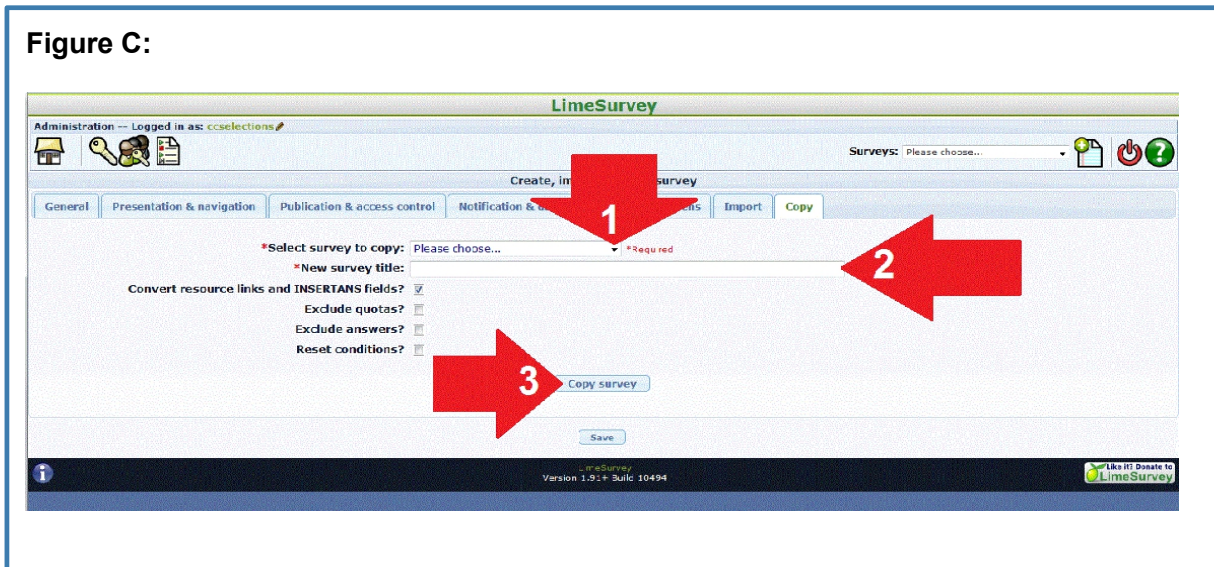 Figure C:
LimeSurvey
Administration -- Logged in as: ccselections
Surveys: Please choose...
Create, im survey
General Presentation & navigation Publication & access control Notification & ens Import Copy
1
*Select survey to copy: Please choose... *Required
2
*New survey title:
Convert resource links and INSERTANS fields?
Exclude quotas?
Exclude answers?
Reset conditions?
3 Copy survey
Save
LimeSurvey
Version 1.91+ Build 10494
Like it? Donate to
LimeSurvey